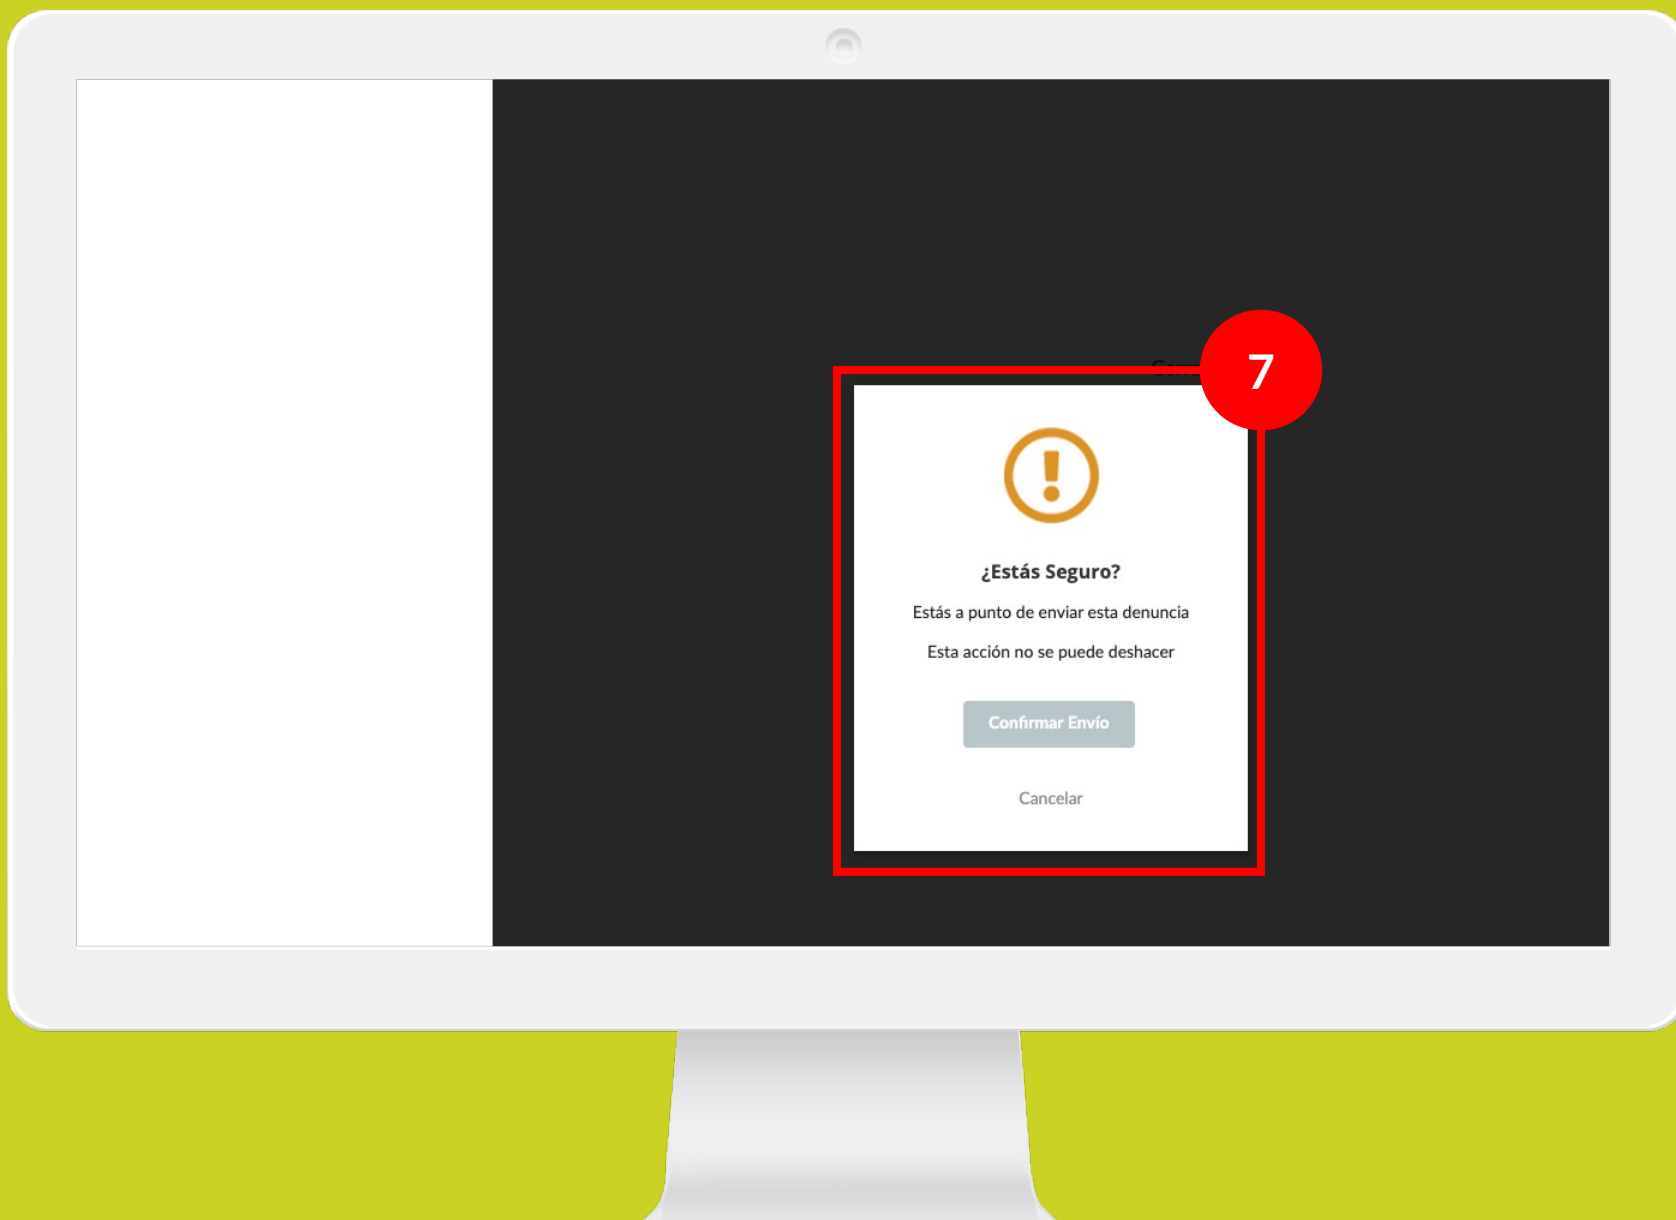 7
¿Estás Seguro?
Estás a punto de enviar esta denuncia
Esta acción no se puede deshacer
Confirmar Envío
Cancelar